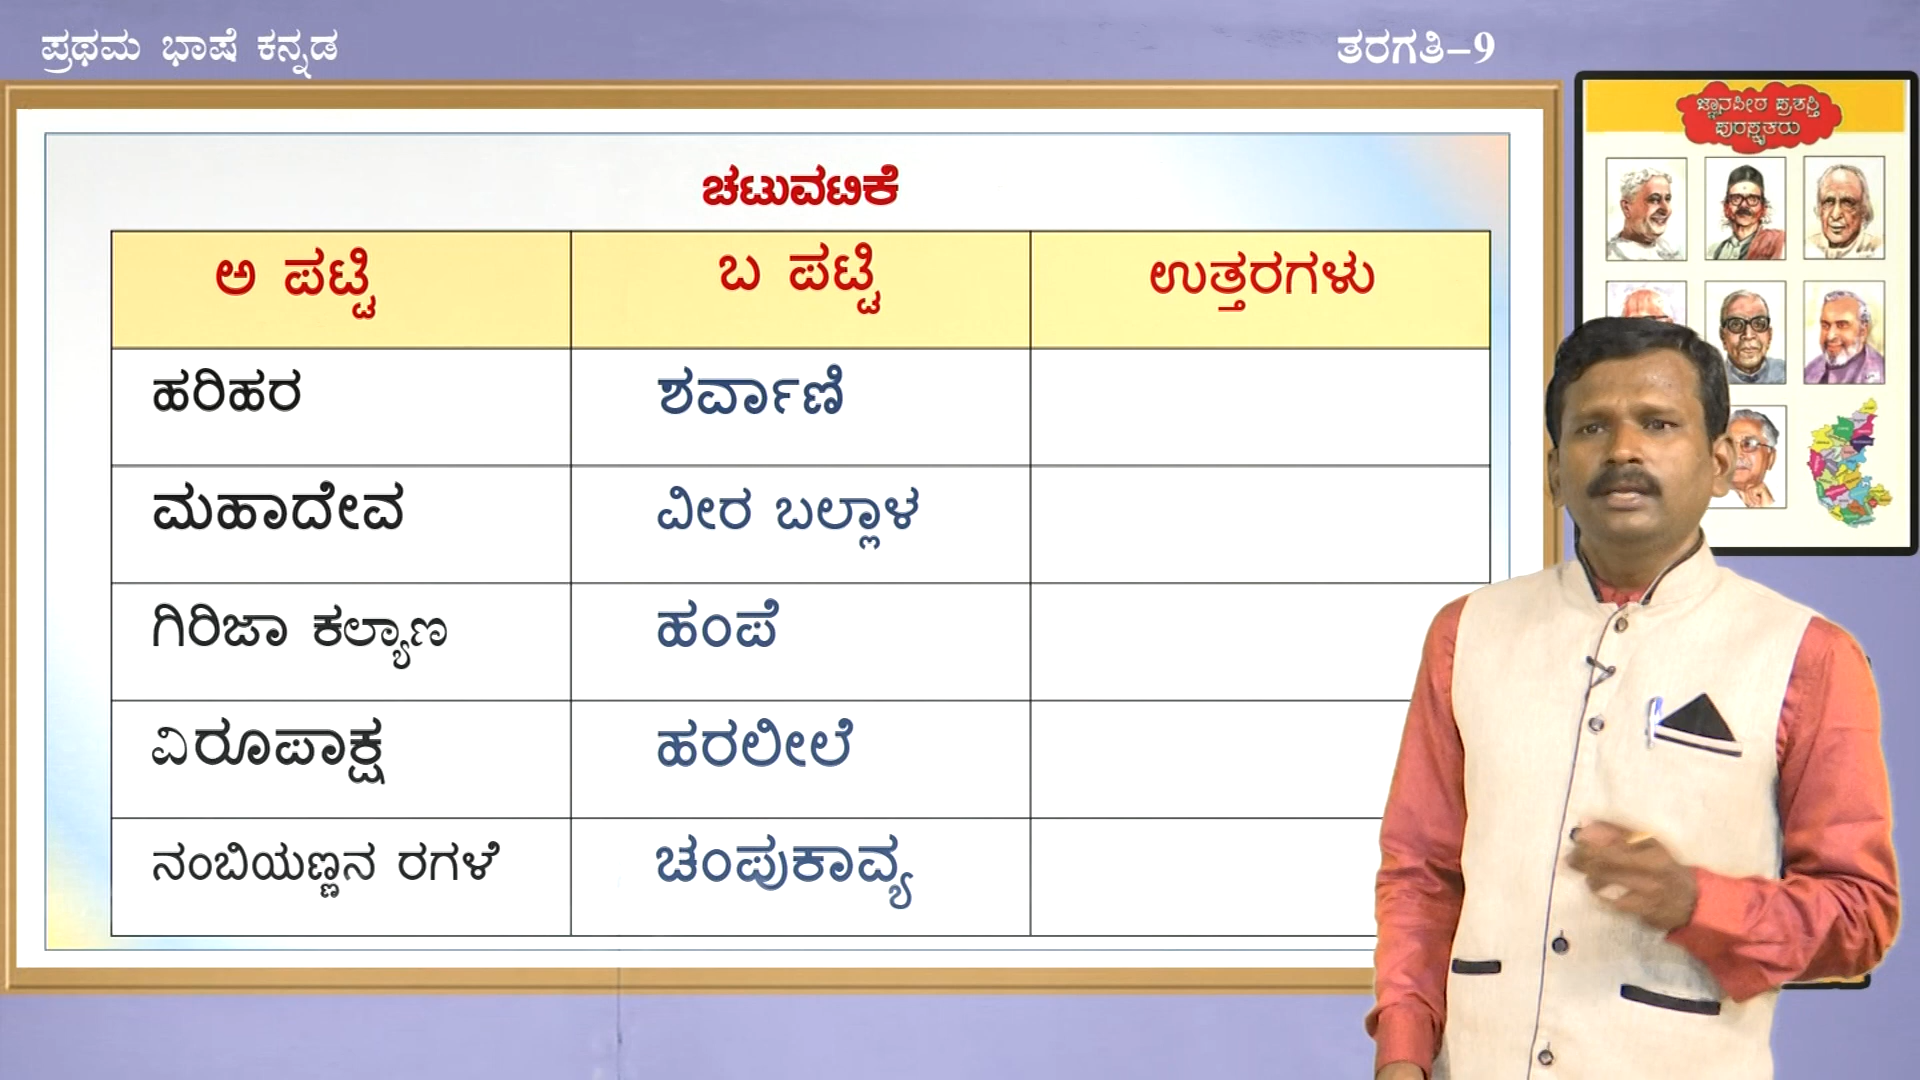 ಪ್ರಥಮ ಭಾಷೆ ಕನ್ನಡ
ತರಗತಿ-9
ಜ್ಞಾನಪೀಠ ಪ್ರಶಸ್ತಿ
ಪುರಸ್ಕೃತರು
ಚಟುವಟಿಕೆ
ಅ ಪಟ್ಟಿ ಬ ಪಟ್ಟಿ ಉತ್ತರಗಳು
ಹರಿಹರ ಶರ್ವಾಣಿ
ಮಹಾದೇವ ವೀರ ಬಲ್ಲಾಳ
ಗಿರಿಜಾ ಕಲ್ಯಾಣ ಹಂಪೆ
ವಿರೂಪಾಕ್ಷ ಹರಲೀಲೆ
ನಂಬಿಯಣ್ಣನ ರಗಳೆ ಚಂಪುಕಾವ್ಯ